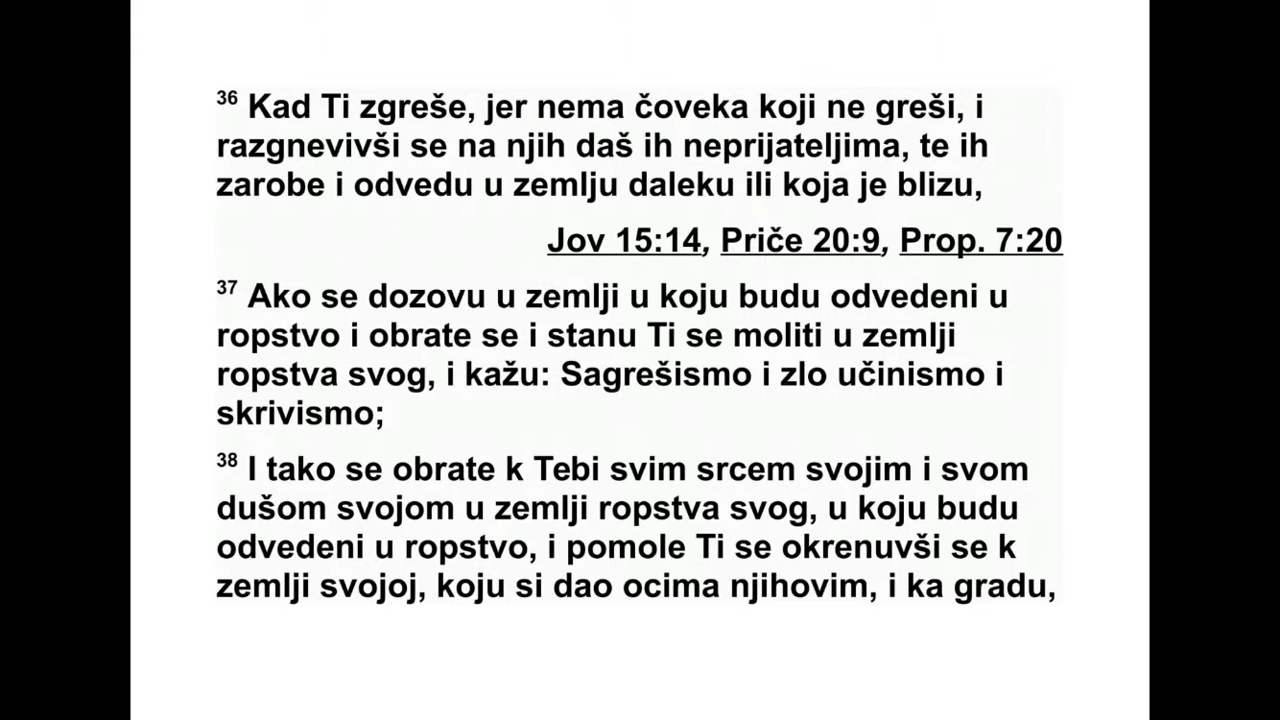 36 Kad Ti zgreše, jer nema čoveka koji ne greši, i
razgnevivši se na njih daš ih neprijateljima, te ih
zarobe i odvedu u zemlju daleku ili koja je blizu,
Jov 15:14, Priče 20:9, Prop. 7:20
37 Ako se dozovu u zemlji u koju budu odvedeni u
ropstvo i obrate se i stanu Ti se moliti u zemlji
ropstva svog, i kažu: Sagrešismo i zlo učinismo i
skrivismo;
38 I tako se obrate k Tebi svim srcem svojim i svom
dušom svojom u zemlji ropstva svog, u koju budu
odvedeni u ropstvo, i pomole Ti se okrenuvši se k
zemlji svojoj, koju si dao ocima njihovim, i ka gradu,